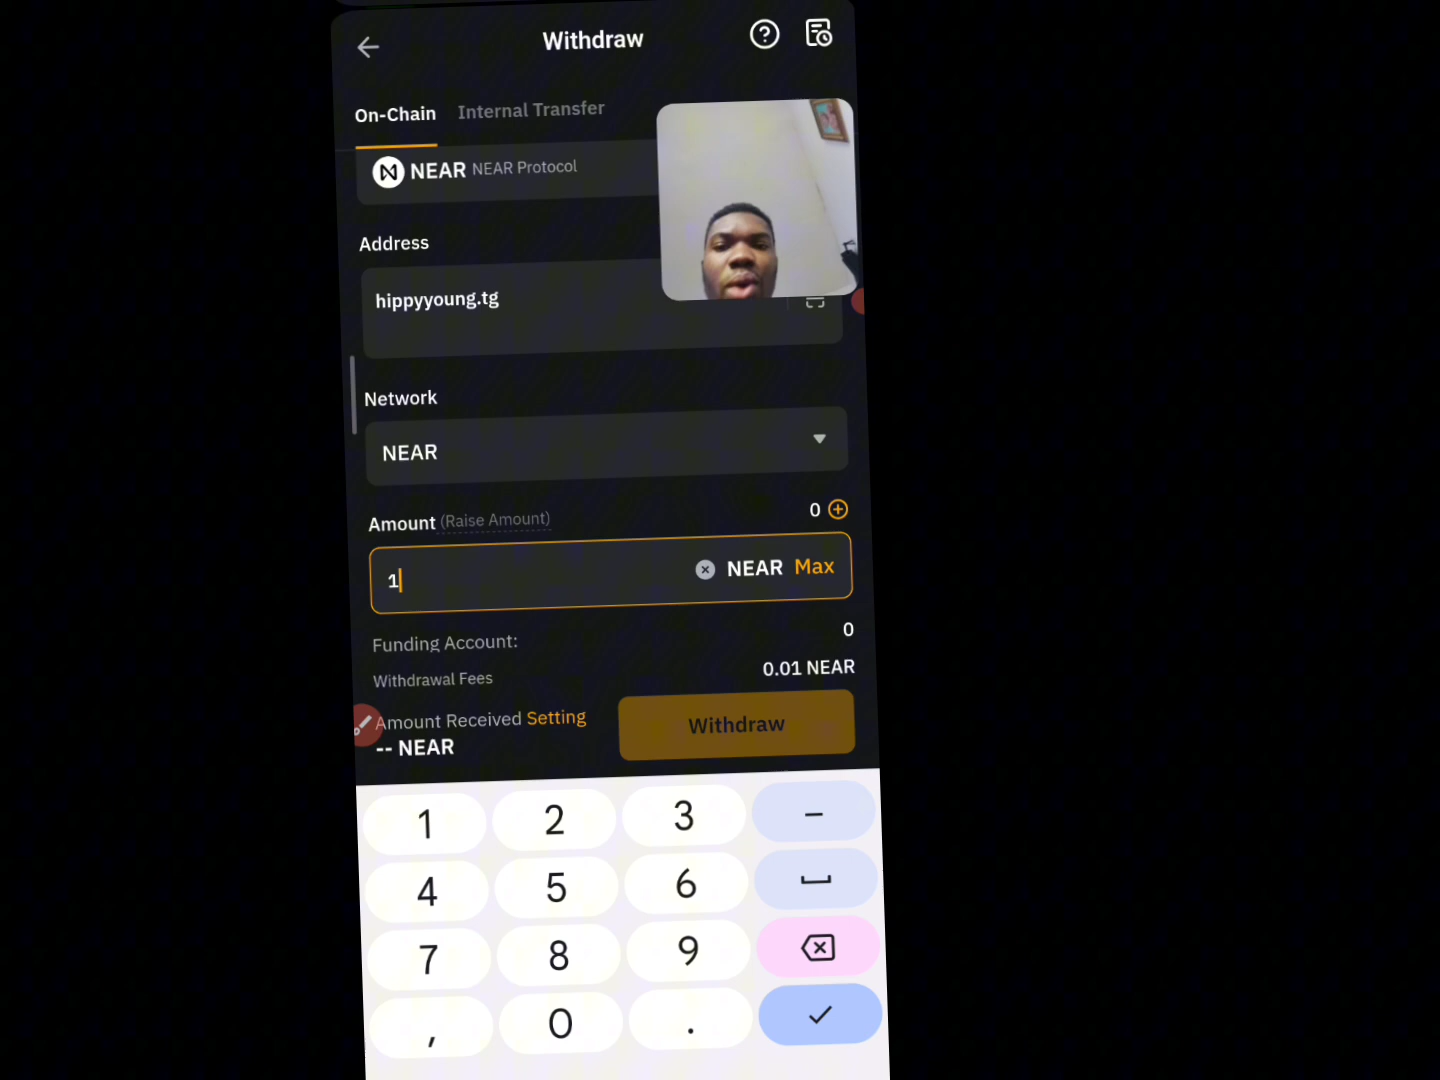 Withdraw
On-Chain Internal Transfer
NEAR NEAR Protocol
Address
hippyyoung.tg
Network
NEAR
Amount (Raise Amount) 0
1 NEAR Max
Funding Account: 0
Withdrawal Fees 0.01 NEAR
Amount Received Setting
-- NEAR
Withdraw
1 2 3 –
4 5 6
7 8 9
, 0 .